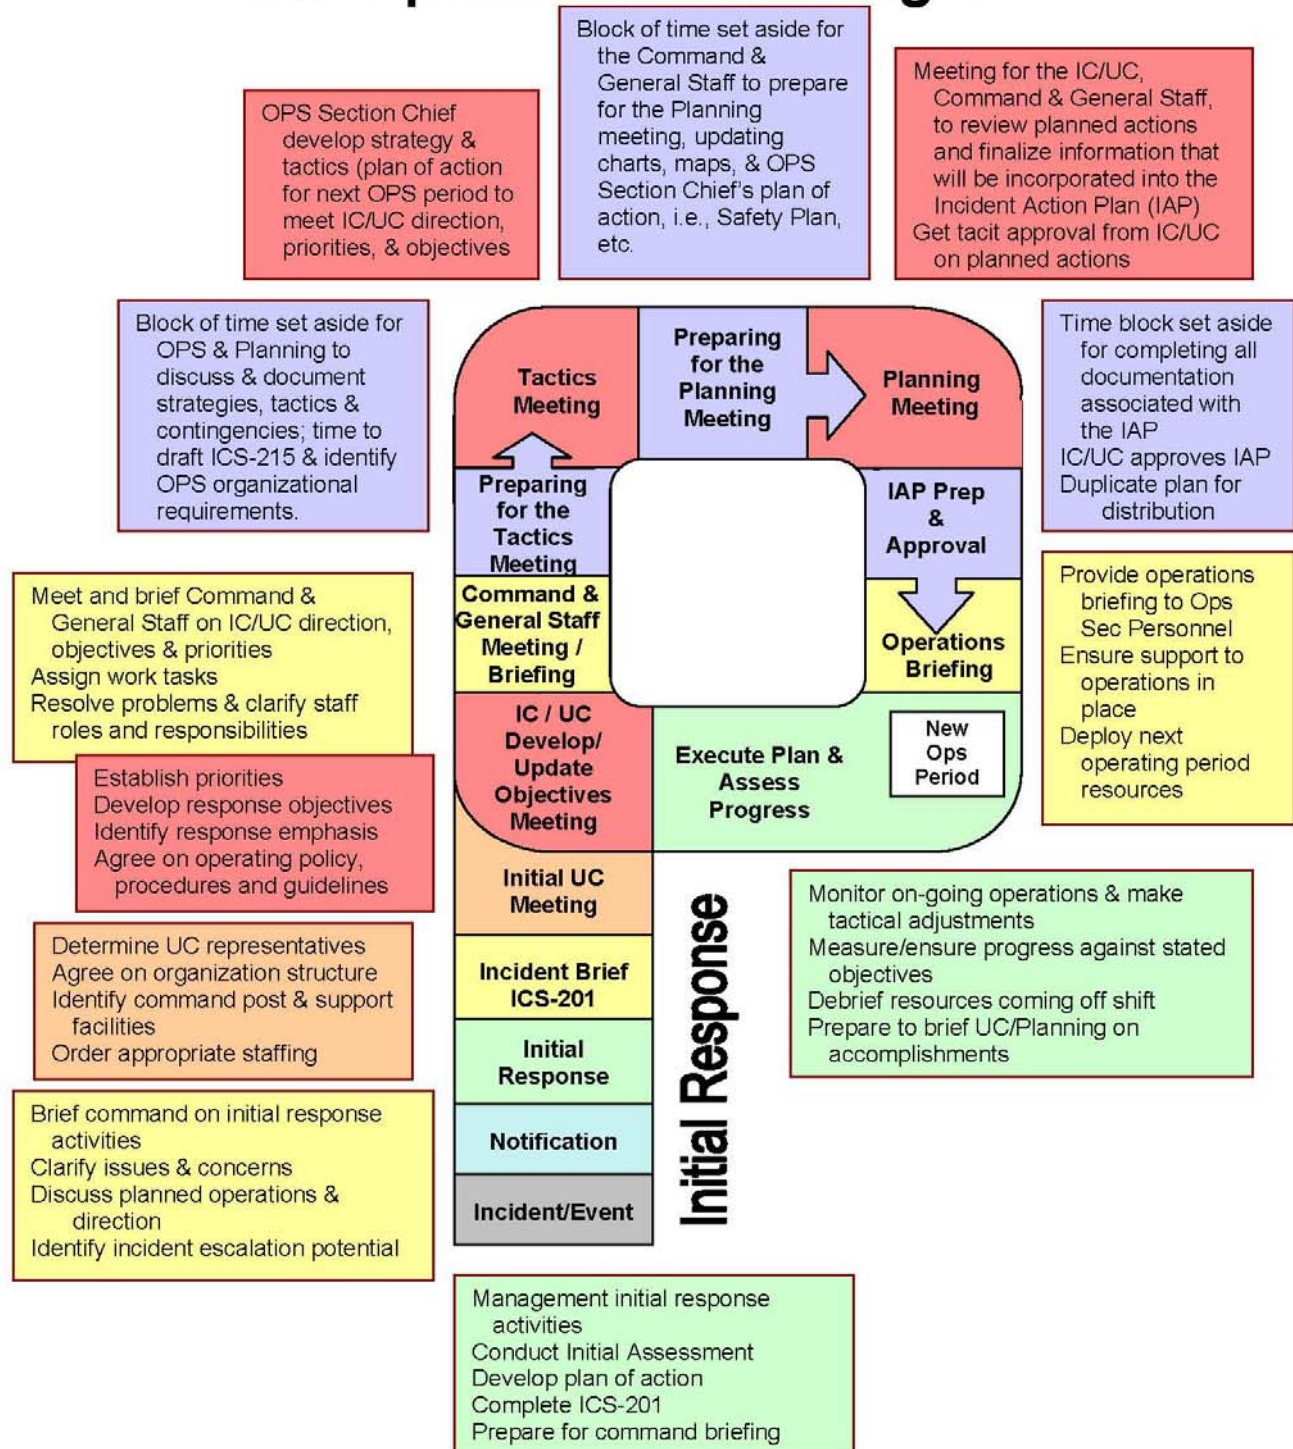 OPS Section Chief
develop strategy &
tactics (plan of action
for next OPS period to
meet IC/UC direction,
priorities, & objectives
Block of time set aside for
the Command &
General Staff to prepare
for the Planning
meeting, updating
charts, maps, & OPS
Section Chief's plan of
action, i.e., Safety Plan,
etc.
Meeting for the IC/UC,
Command & General Staff,
to review planned actions
and finalize information that
will be incorporated into the
Incident Action Plan (IAP)
Get tacit approval from IC/UC
on planned actions
Block of time set aside for
OPS & Planning to
discuss & document
strategies, tactics &
contingencies; time to
draft ICS-215 & identify
OPS organizational
requirements.
Tactics
Meeting
Preparing
for the
Planning
Meeting
Planning
Meeting
Time block set aside
for completing all
documentation
associated with
the IAP
IC/UC approves IAP
Duplicate plan for
distribution
Preparing
for the
Tactics
Meeting
IAP Prep
&
Approval
Meet and brief Command &
General Staff on IC/UC direction,
objectives & priorities
Assign work tasks
Resolve problems & clarify staff
roles and responsibilities
Command &
General Staff
Meeting /
Briefing
Operations
Briefing
Provide operations
briefing to Ops
Sec Personnel
Ensure support to
operations in
place
Deploy next
operating period
resources
Establish priorities
Develop response objectives
Identify response emphasis
Agree on operating policy,
procedures and guidelines
IC / UC
Develop/
Update
Objectives
Meeting
Execute Plan &
Assess
Progress
New
Ops
Period
Determine UC representatives
Agree on organization structure
Identify command post & support
facilities
Order appropriate staffing
Initial UC
Meeting
Monitor on-going operations & make
tactical adjustments
Measure/ensure progress against stated
objectives
Debrief resources coming off shift
Prepare to brief UC/Planning on
accomplishments
Incident Brief
ICS-201
Initial
Response
Notification
Incident/Event
Initial Response
Brief command on initial response
activities
Clarify issues & concerns
Discuss planned operations &
direction
Identify incident escalation potential
Management initial response
activities
Conduct Initial Assessment
Develop plan of action
Complete ICS-201
Prepare for command briefing